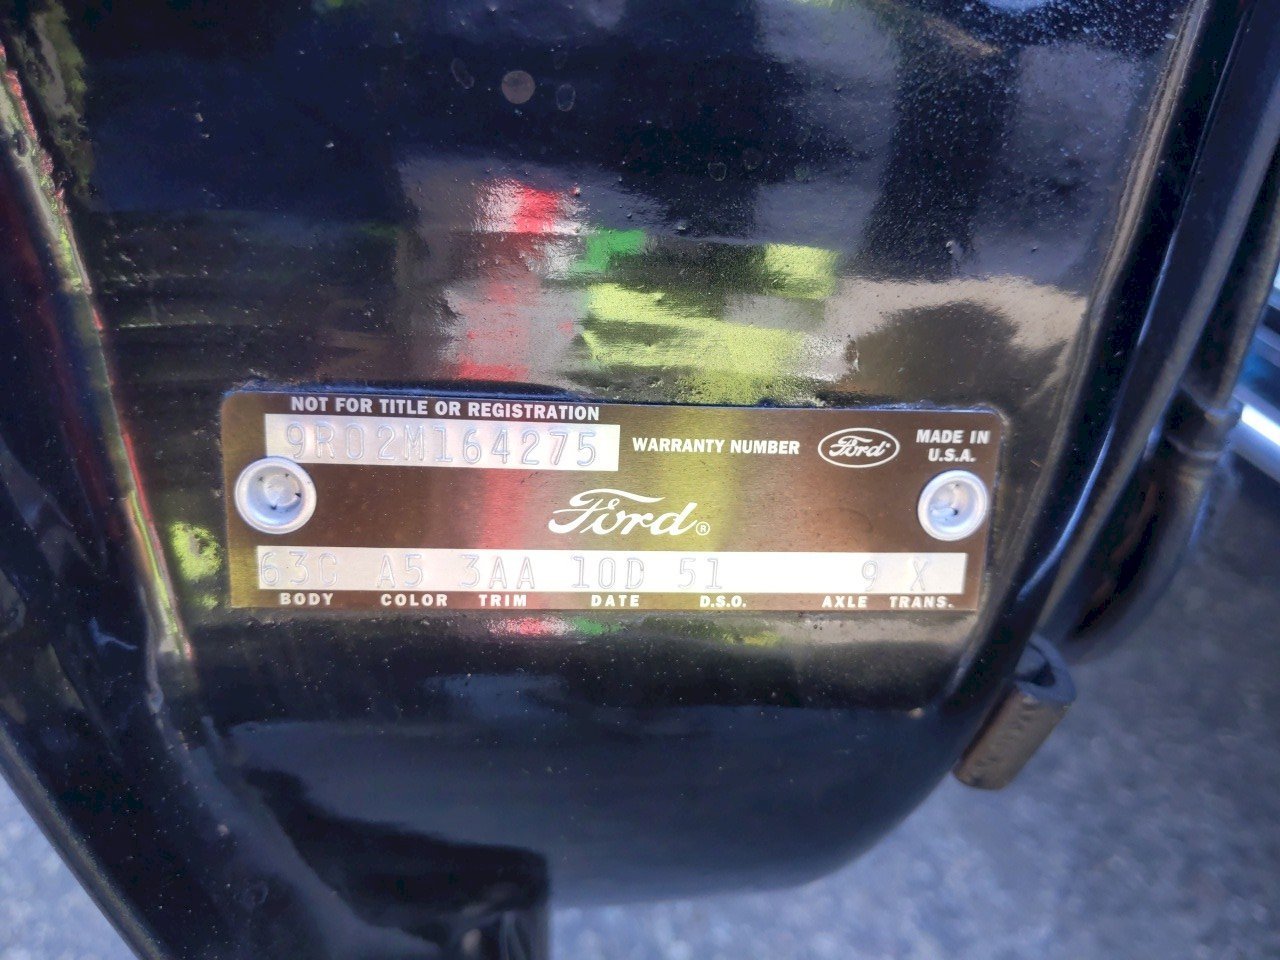 NOT FOR TITLE OR REGISTRATION
9R02M164275
WARRANTY NUMBER
Ford
MADE IN
U.S.A.
Ford®
63C A5 3AA 10D 51 9 X
BODY COLOR TRIM DATE D.S.O. AXLE TRANS.